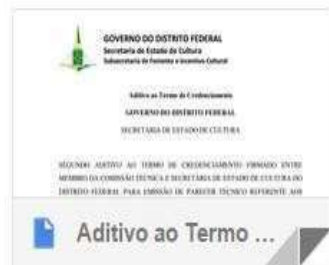 GOVERNO DO DISTRITO FEDERAL
Secretaria de Estado de Cultura
Subsecretaria de Fomento e Incentivo Cultural
Aditivo ao Termo de Credenciamento
GOVERNO DO DISTRITO FEDERAL
SECRETARIA DE ESTADO DE CULTURA
SEGUNDO ADITIVO AO TERMO DE CREDENCIAMENTO FIRMADO ENTRE
MEMBRO DA COMISSÃO TÉCNICA E SECRETARIA DE ESTADO DE CULTURA DO
DISTRITO FEDERAL PARA EMISSÃO DE PARECER TÉCNICO REFERENTE AOS
Aditivo ao Termo ...